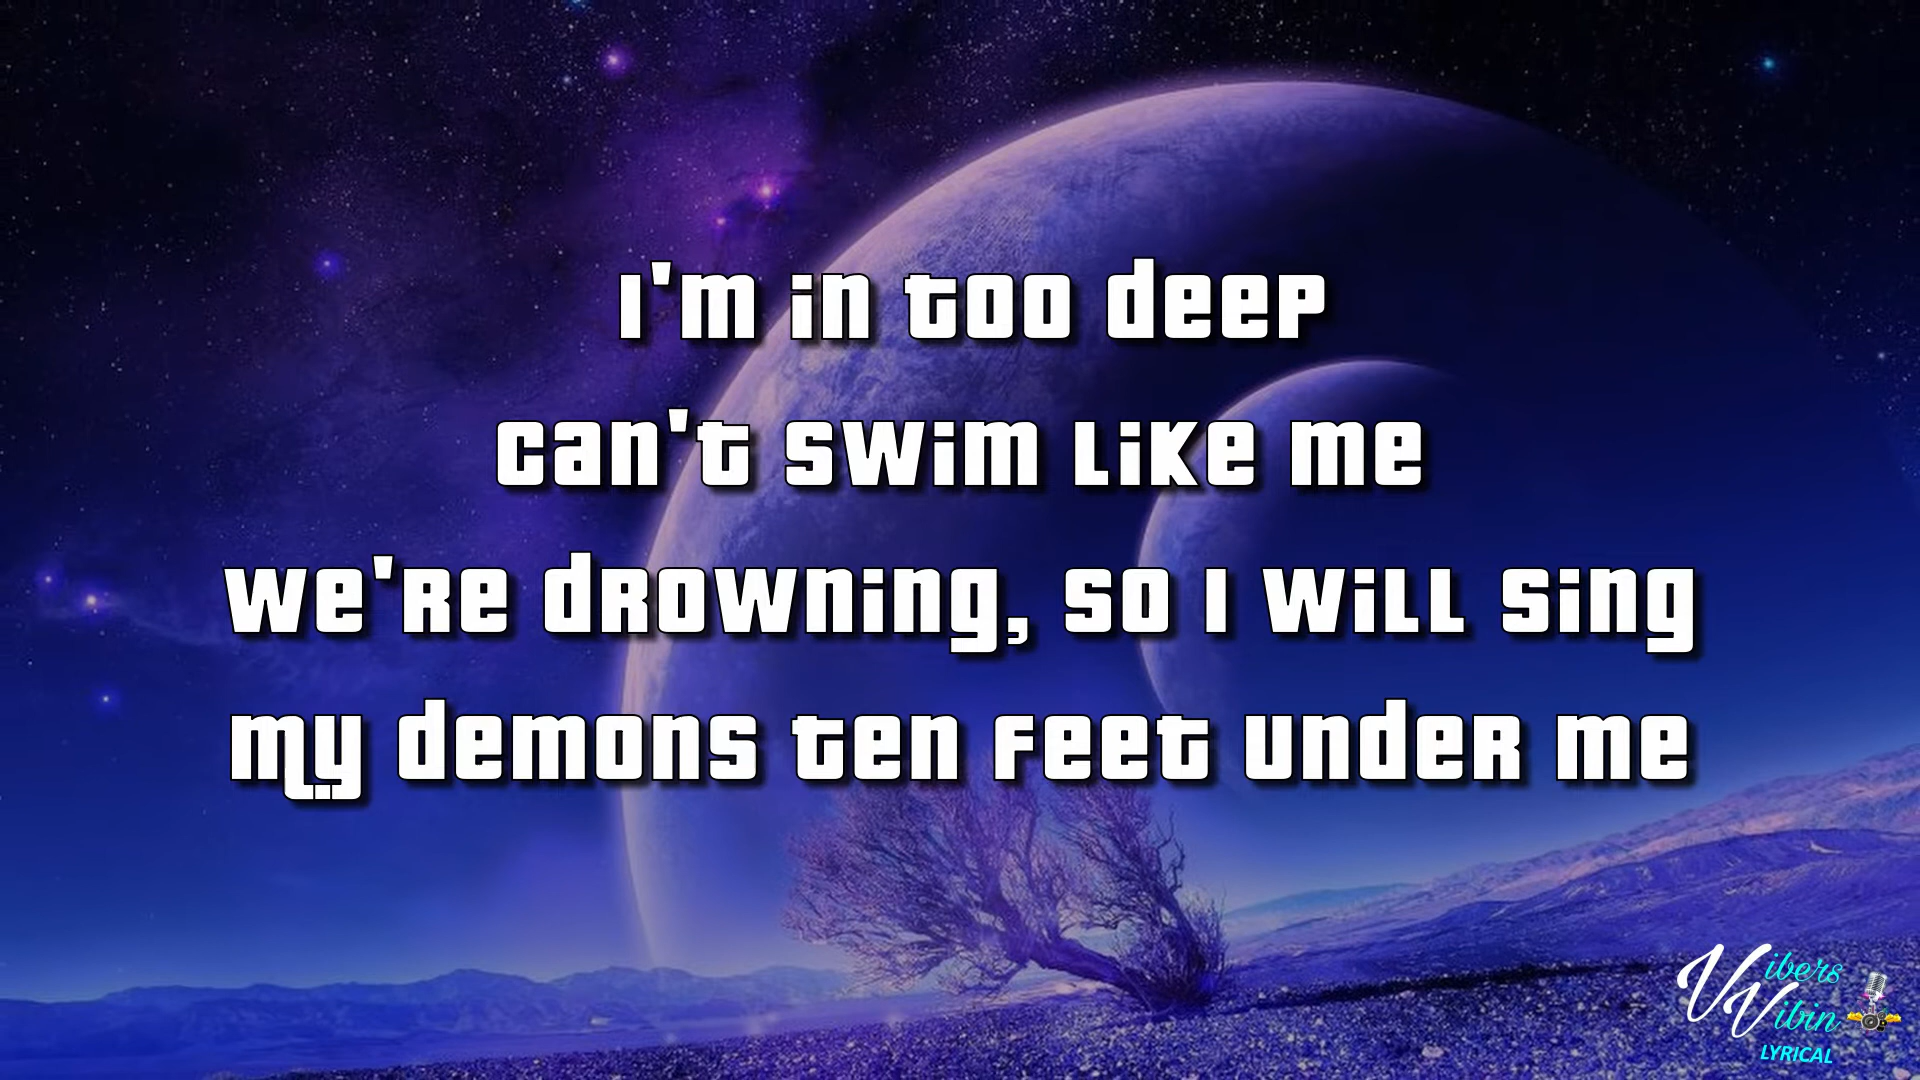 I'm in too deep
can't swim like me
we're drowning, so I will sing
my demons ten feet under me
Vibers
Vibin
LYRICAL